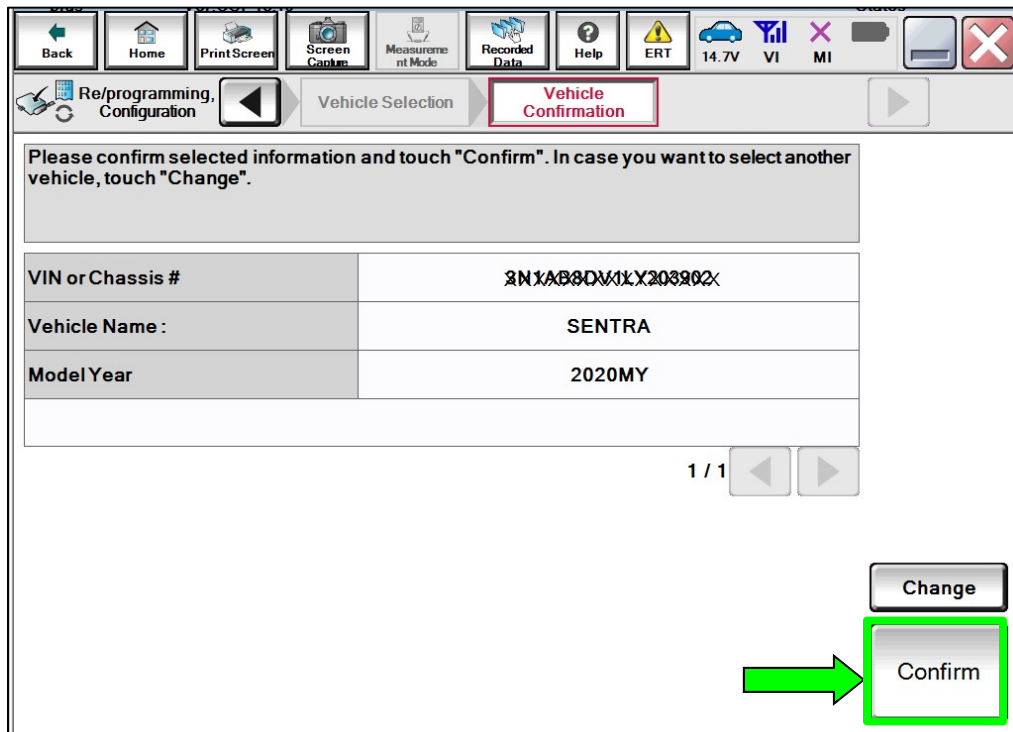 Back
Home
Print Screen
Screen
Capture
Measureme
nt Mode
Recorded
Data
Help
ERT
14.7V
VI
MI
Re/programming,
Configuration
Vehicle Selection
Vehicle
Confirmation
Please confirm selected information and touch "Confirm". In case you want to select another
vehicle, touch "Change".
VIN or Chassis #
Vehicle Name :
SENTRA
Model Year
2020MY
1 / 1
Change
Confirm